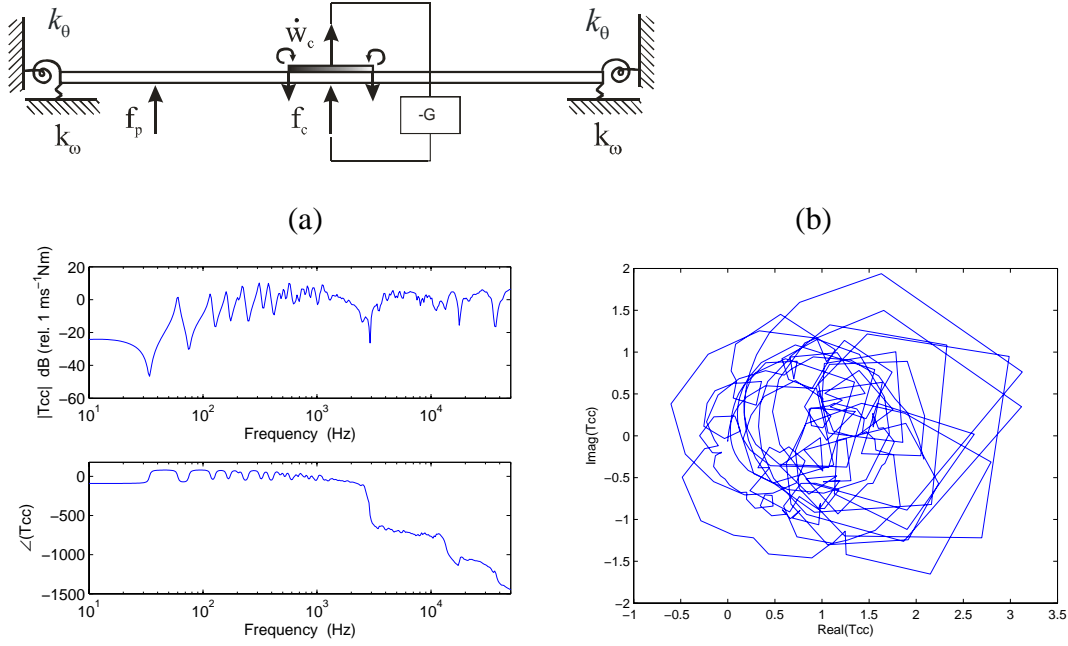 kθ
ẇc
kθ
fp
fc
-G
kω
kω
(a)
(b)
|Tcc| dB (rel. 1 ms⁻¹Nm)
20
0
−20
−40
−60
10¹ 10² 10³ 10⁴
Frequency (Hz)
∠(Tcc)
0
−500
−1000
−1500
10¹ 10² 10³ 10⁴
Frequency (Hz)
Imag(Tcc)
2
1.5
1
0.5
0
−0.5
−1
−1.5
−2
−1 −0.5 0 0.5 1 1.5 2 2.5 3 3.5
Real(Tcc)